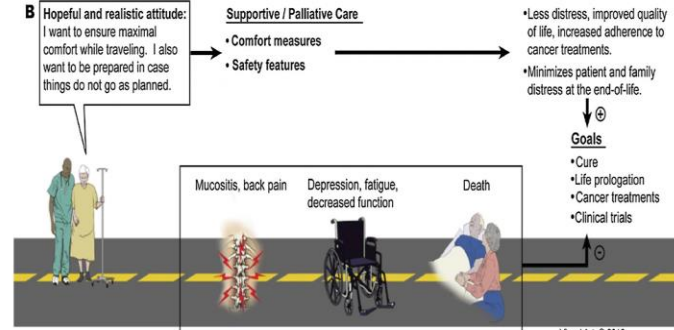 B
Hopeful and realistic attitude:
I want to ensure maximal
comfort while traveling. I also
want to be prepared in case
things do not go as planned.
Supportive / Palliative Care
• Comfort measures
• Safety features
•Less distress, improved quality
of life, increased adherence to
cancer treatments.
•Minimizes patient and family
distress at the end-of-life.
+
Goals
•Cure
•Life prologation
•Cancer treatments
•Clinical trials
−
Mucositis, back pain
Depression, fatigue,
decreased function
Death